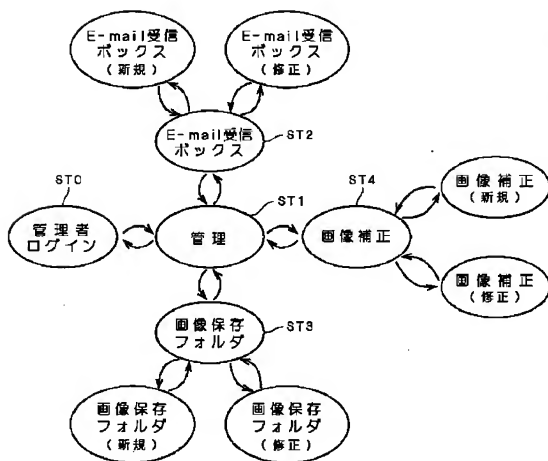 E-mail受信
ボックス
(新規)
E-mail受信
ボックス
(修正)
E-mail受信
ボックス
ST2
ST0
管理者
ログイン
ST1
管理
ST4
画像補正
画像補正
(新規)
画像補正
(修正)
画像保存
フォルダ
ST3
画像保存
フォルダ
(新規)
画像保存
フォルダ
(修正)